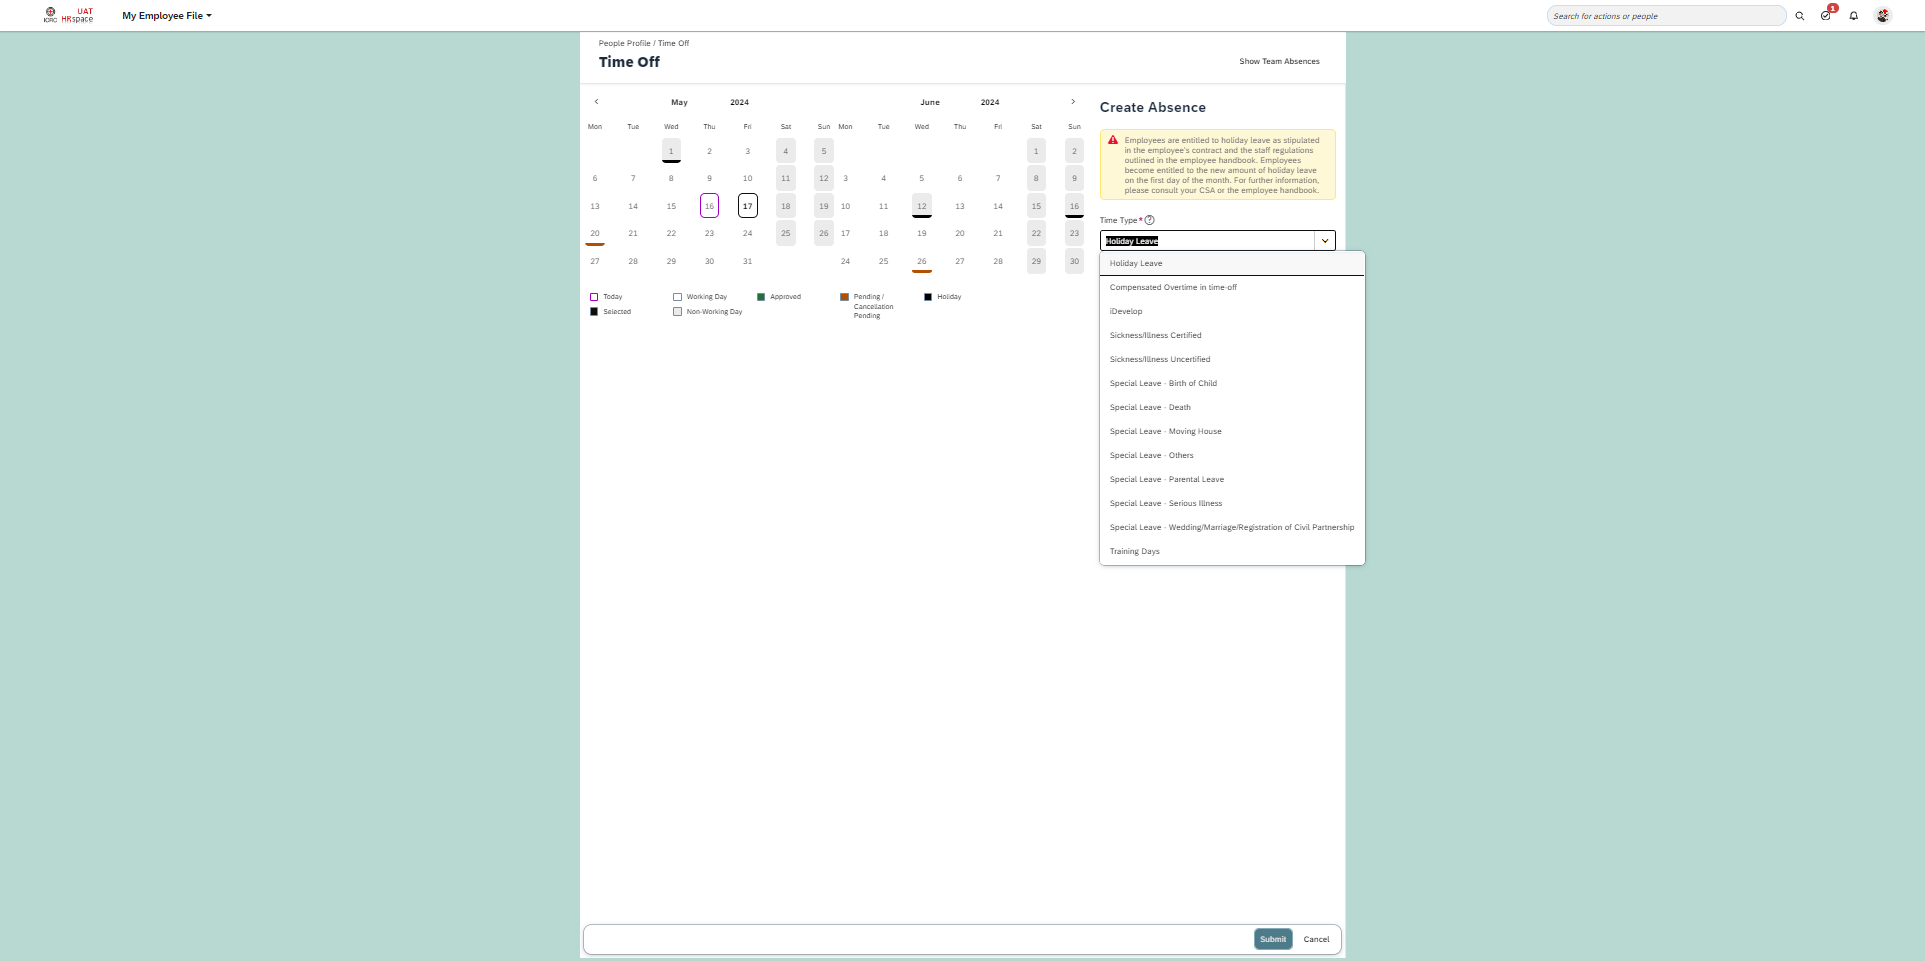 ICRC
UAT
HRspace
My Employee File
Search for actions or people
1
People Profile / Time Off
Time Off
Show Team Absences
May 2024
Mon Tue Wed Thu Fri Sat Sun
1 2 3 4 5
6 7 8 9 10 11 12
13 14 15 16 17 18 19
20 21 22 23 24 25 26
27 28 29 30 31
June 2024
Mon Tue Wed Thu Fri Sat Sun
1 2
3 4 5 6 7 8 9
10 11 12 13 14 15 16
17 18 19 20 21 22 23
24 25 26 27 28 29 30
Today
Working Day
Approved
Pending /
Cancellation
Pending
Holiday
Selected
Non-Working Day
Create Absence
Employees are entitled to holiday leave as stipulated
in the employee's contract and the staff regulations
outlined in the employee handbook. Employees
become entitled to the new amount of holiday leave
on the first day of the month. For further information,
please consult your CSA or the employee handbook.
Time Type *
Holiday Leave
Holiday Leave
Compensated Overtime in time-off
iDevelop
Sickness/Illness Certified
Sickness/Illness Uncertified
Special Leave - Birth of Child
Special Leave - Death
Special Leave - Moving House
Special Leave - Others
Special Leave - Parental Leave
Special Leave - Serious Illness
Special Leave - Wedding/Marriage/Registration of Civil Partnership
Training Days
Submit
Cancel